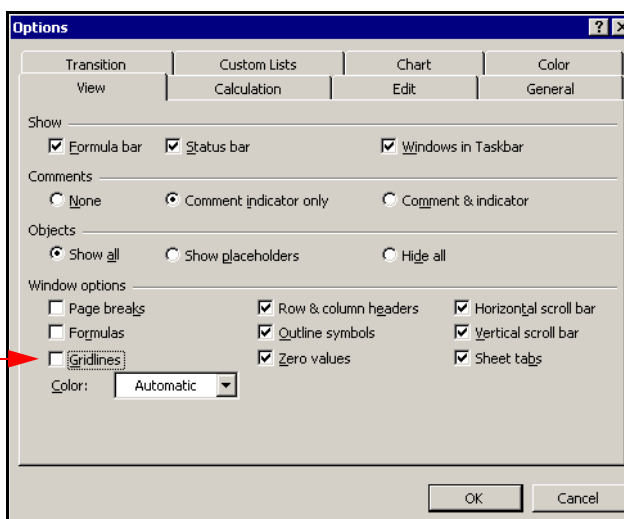 Options
Transition Custom Lists Chart Color
View Calculation Edit General
Show
Formula bar Status bar Windows in Taskbar
Comments
None Comment indicator only Comment & indicator
Objects
Show all Show placeholders Hide all
Window options
Page breaks Row & column headers Horizontal scroll bar
Formulas Outline symbols Vertical scroll bar
Gridlines Zero values Sheet tabs
Color: Automatic
OK Cancel